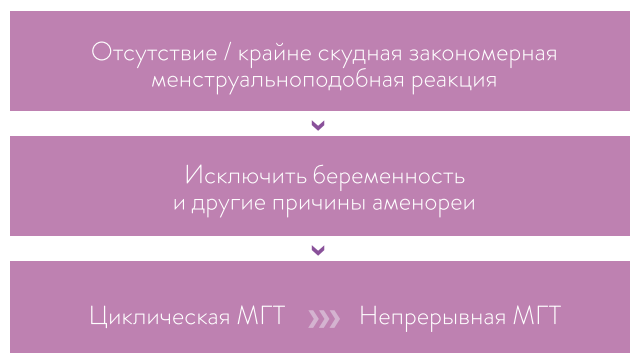 Отсутствие / крайне скудная закономерная
менструальноподобная реакция
Исключить беременность
и другие причины аменореи
Циклическая МГТ Непрерывная МГТ